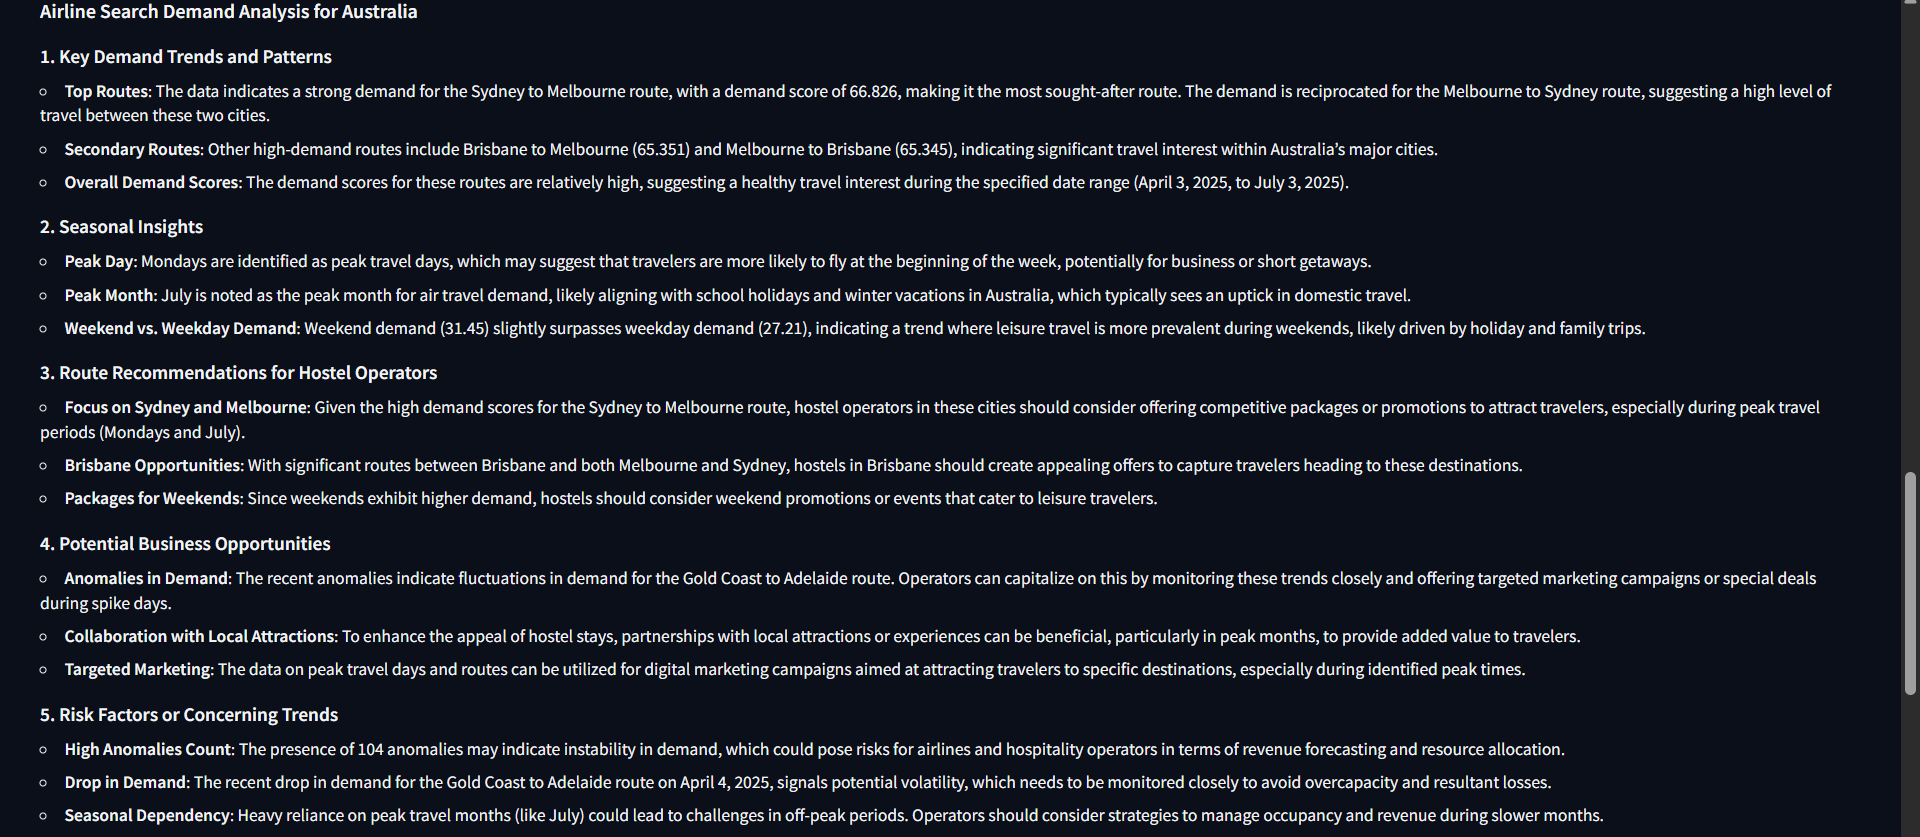 Airline Search Demand Analysis for Australia
1. Key Demand Trends and Patterns
Top Routes: The data indicates a strong demand for the Sydney to Melbourne route, with a demand score of 66.826, making it the most sought-after route. The demand is reciprocated for the Melbourne to Sydney route, suggesting a high level of
travel between these two cities.
Secondary Routes: Other high-demand routes include Brisbane to Melbourne (65.351) and Melbourne to Brisbane (65.345), indicating significant travel interest within Australia’s major cities.
Overall Demand Scores: The demand scores for these routes are relatively high, suggesting a healthy travel interest during the specified date range (April 3, 2025, to July 3, 2025).
2. Seasonal Insights
Peak Day: Mondays are identified as peak travel days, which may suggest that travelers are more likely to fly at the beginning of the week, potentially for business or short getaways.
Peak Month: July is noted as the peak month for air travel demand, likely aligning with school holidays and winter vacations in Australia, which typically sees an uptick in domestic travel.
Weekend vs. Weekday Demand: Weekend demand (31.45) slightly surpasses weekday demand (27.21), indicating a trend where leisure travel is more prevalent during weekends, likely driven by holiday and family trips.
3. Route Recommendations for Hostel Operators
Focus on Sydney and Melbourne: Given the high demand scores for the Sydney to Melbourne route, hostel operators in these cities should consider offering competitive packages or promotions to attract travelers, especially during peak travel
periods (Mondays and July).
Brisbane Opportunities: With significant routes between Brisbane and both Melbourne and Sydney, hostels in Brisbane should create appealing offers to capture travelers heading to these destinations.
Packages for Weekends: Since weekends exhibit higher demand, hostels should consider weekend promotions or events that cater to leisure travelers.
4. Potential Business Opportunities
Anomalies in Demand: The recent anomalies indicate fluctuations in demand for the Gold Coast to Adelaide route. Operators can capitalize on this by monitoring these trends closely and offering targeted marketing campaigns or special deals
during spike days.
Collaboration with Local Attractions: To enhance the appeal of hostel stays, partnerships with local attractions or experiences can be beneficial, particularly in peak months, to provide added value to travelers.
Targeted Marketing: The data on peak travel days and routes can be utilized for digital marketing campaigns aimed at attracting travelers to specific destinations, especially during identified peak times.
5. Risk Factors or Concerning Trends
High Anomalies Count: The presence of 104 anomalies may indicate instability in demand, which could pose risks for airlines and hospitality operators in terms of revenue forecasting and resource allocation.
Drop in Demand: The recent drop in demand for the Gold Coast to Adelaide route on April 4, 2025, signals potential volatility, which needs to be monitored closely to avoid overcapacity and resultant losses.
Seasonal Dependency: Heavy reliance on peak travel months (like July) could lead to challenges in off-peak periods. Operators should consider strategies to manage occupancy and revenue during slower months.